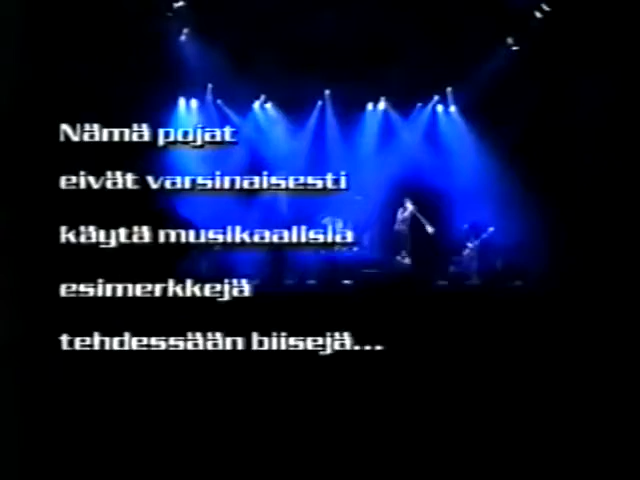 Nämä pojat
eivät varsinaisesti
käytä musikaalisia
esimerkkejä
tehdessään biisejä...